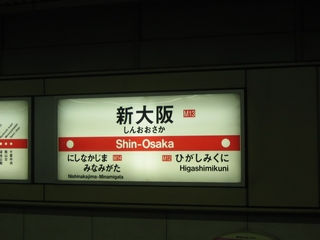 新大阪 M13
しんおおさか
Shin-Osaka
にしなかじま
みなみがた M14
Nishinakajima-Minamigata
M12 ひがしみくに
Higashimikuni